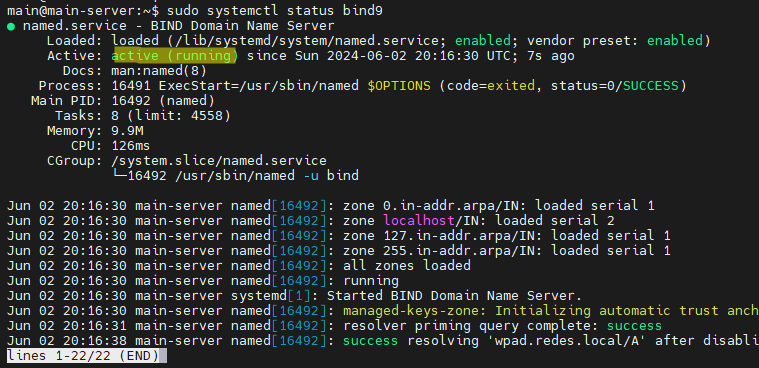 main@main-server:~$ sudo systemctl status bind9
● named.service - BIND Domain Name Server
     Loaded: loaded (/lib/systemd/system/named.service; enabled; vendor preset: enabled)
     Active: active (running) since Sun 2024-06-02 20:16:30 UTC; 7s ago
       Docs: man:named(8)
    Process: 16491 ExecStart=/usr/sbin/named $OPTIONS (code=exited, status=0/SUCCESS)
   Main PID: 16492 (named)
      Tasks: 8 (limit: 4558)
     Memory: 9.9M
        CPU: 126ms
     CGroup: /system.slice/named.service
             └─16492 /usr/sbin/named -u bind

Jun 02 20:16:30 main-server named[16492]: zone 0.in-addr.arpa/IN: loaded serial 1
Jun 02 20:16:30 main-server named[16492]: zone localhost/IN: loaded serial 2
Jun 02 20:16:30 main-server named[16492]: zone 127.in-addr.arpa/IN: loaded serial 1
Jun 02 20:16:30 main-server named[16492]: zone 255.in-addr.arpa/IN: loaded serial 1
Jun 02 20:16:30 main-server named[16492]: all zones loaded
Jun 02 20:16:30 main-server named[16492]: running
Jun 02 20:16:30 main-server systemd[1]: Started BIND Domain Name Server.
Jun 02 20:16:30 main-server named[16492]: managed-keys-zone: Initializing automatic trust anch
Jun 02 20:16:31 main-server named[16492]: resolver priming query complete: success
Jun 02 20:16:38 main-server named[16492]: success resolving 'wpad.redes.local/A' after disabli
lines 1-22/22 (END)